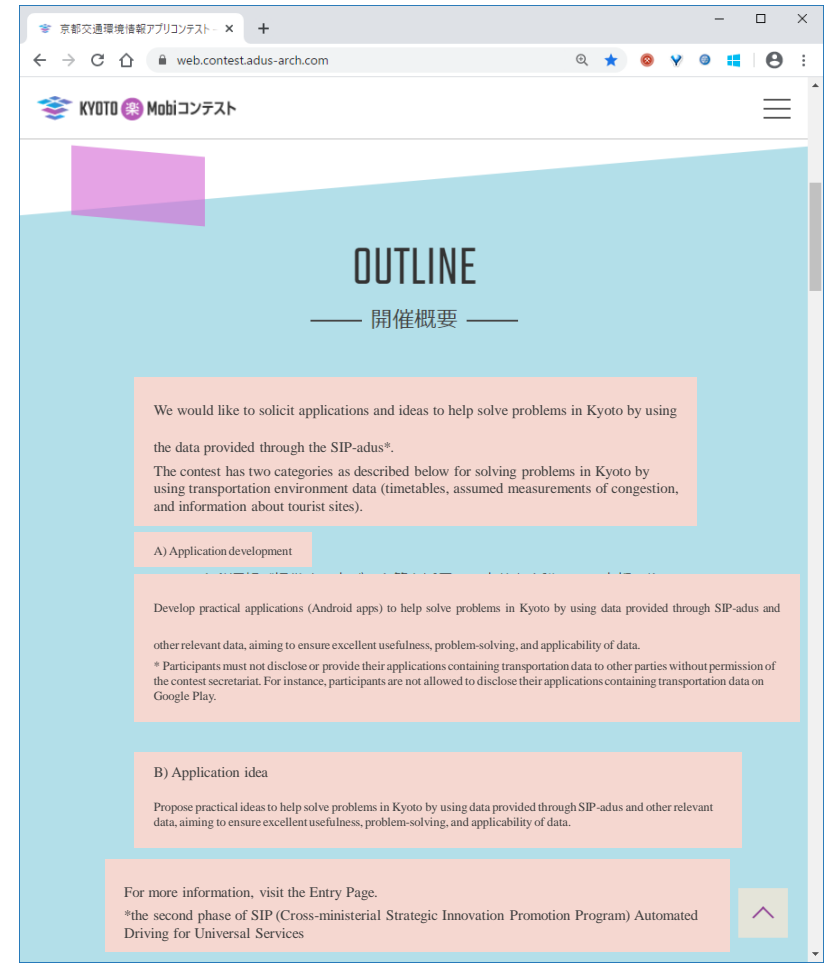 京都交通環境情報アプリコンテスト -
web.contest.adus-arch.com
KYOTO 楽 Mobiコンテスト
OUTLINE
開催概要
We would like to solicit applications and ideas to help solve problems in Kyoto by using
the data provided through the SIP-adus*.
The contest has two categories as described below for solving problems in Kyoto by
using transportation environment data (timetables, assumed measurements of congestion,
and information about tourist sites).
A) Application development
Develop practical applications (Android apps) to help solve problems in Kyoto by using data provided through SIP-adus and
other relevant data, aiming to ensure excellent usefulness, problem-solving, and applicability of data.
* Participants must not disclose or provide their applications containing transportation data to other parties without permission of
the contest secretariat. For instance, participants are not allowed to disclose their applications containing transportation data on
Google Play.
B) Application idea
Propose practical ideas to help solve problems in Kyoto by using data provided through SIP-adus and other relevant
data, aiming to ensure excellent usefulness, problem-solving, and applicability of data.
For more information, visit the Entry Page.
*the second phase of SIP (Cross-ministerial Strategic Innovation Promotion Program) Automated
Driving for Universal Services